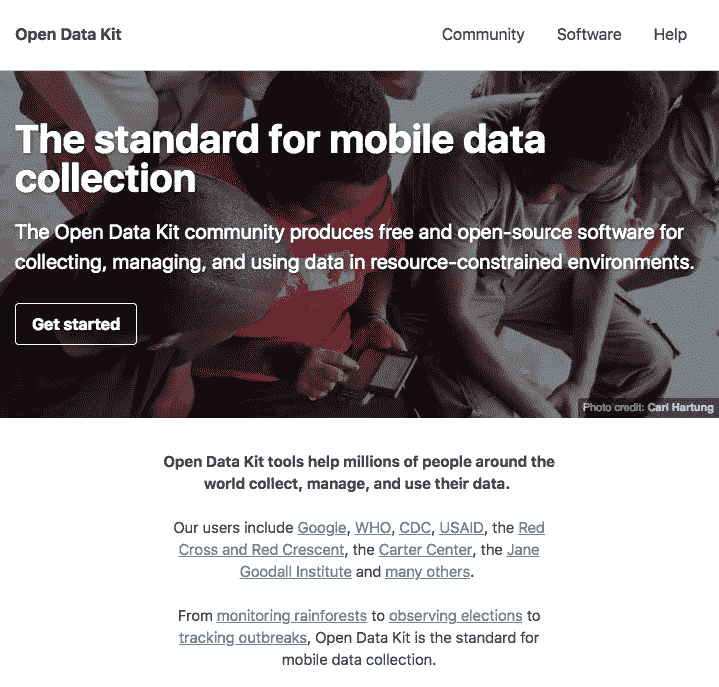 Open Data Kit
Community Software Help
The standard for mobile data
collection
The Open Data Kit community produces free and open-source software for
collecting, managing, and using data in resource-constrained environments.
Get started
Photo credit: Carl Hartung
Open Data Kit tools help millions of people around the
world collect, manage, and use their data.
Our users include Google, WHO, CDC, USAID, the Red
Cross and Red Crescent, the Carter Center, the Jane
Goodall Institute and many others.
From monitoring rainforests to observing elections to
tracking outbreaks, Open Data Kit is the standard for
mobile data collection.